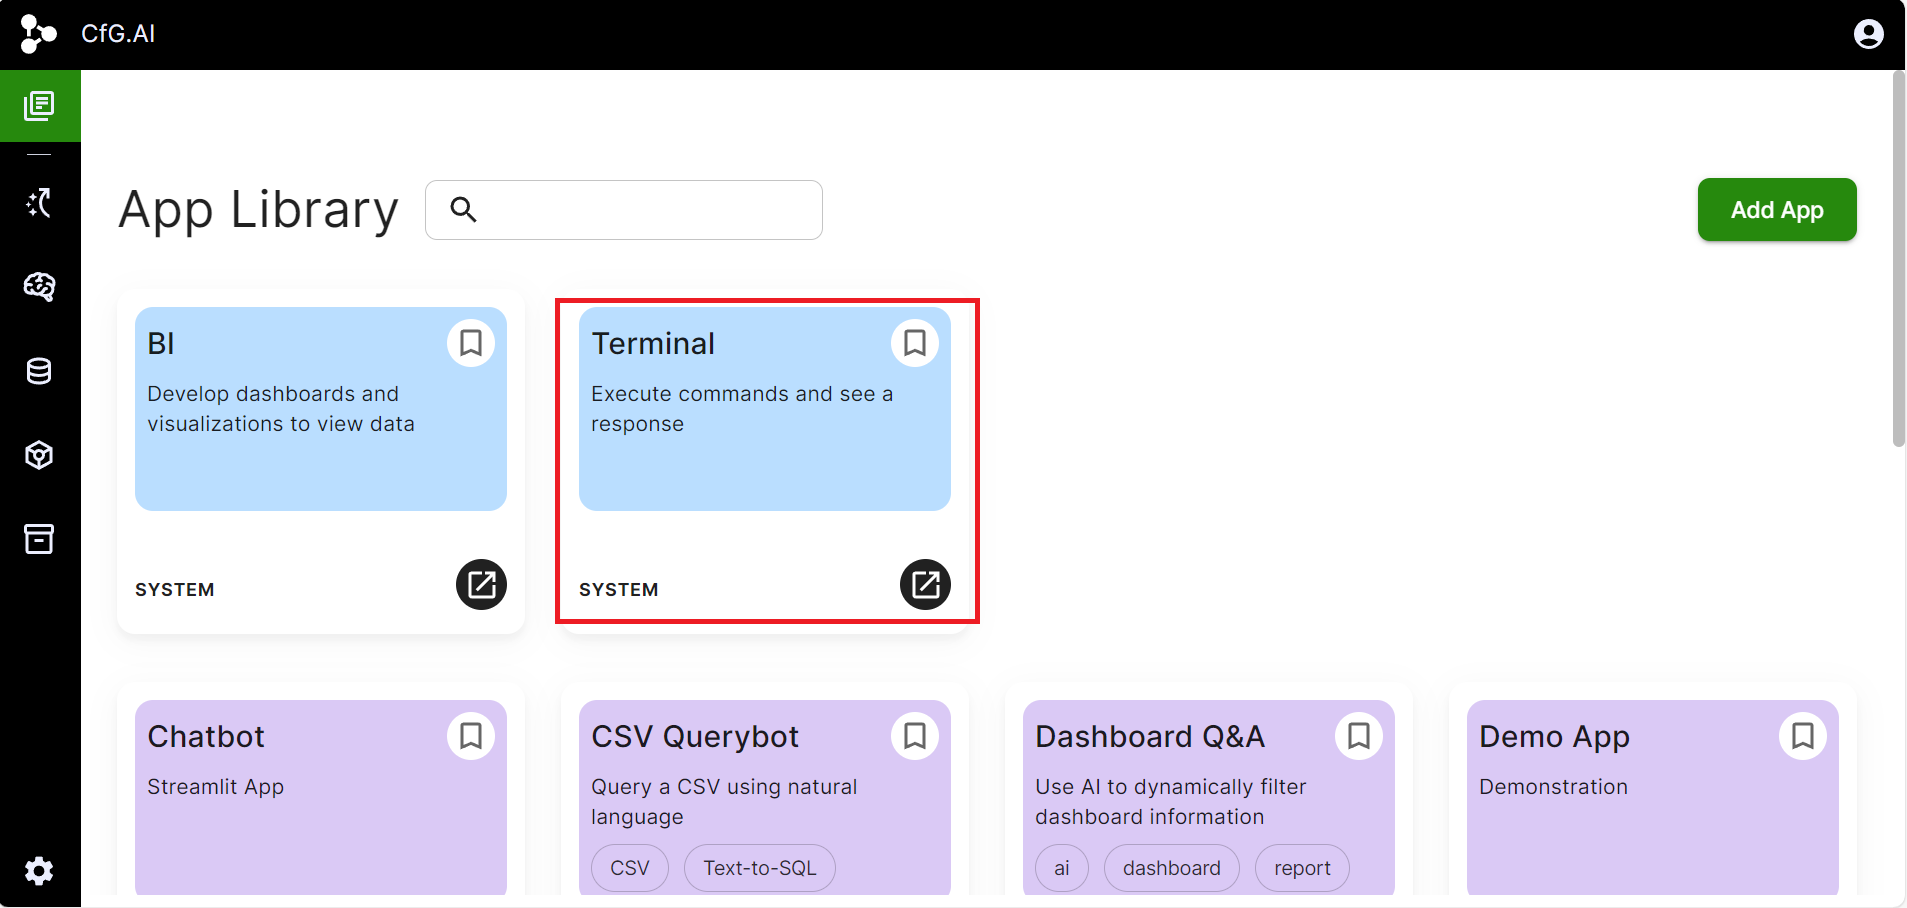 CfG.AI
App Library
Add App
BI
Develop dashboards and
visualizations to view data
SYSTEM
Terminal
Execute commands and see a
response
SYSTEM
Chatbot
Streamlit App
CSV Querybot
Query a CSV using natural
language
CSV Text-to-SQL
Dashboard Q&A
Use AI to dynamically filter
dashboard information
ai dashboard report
Demo App
Demonstration